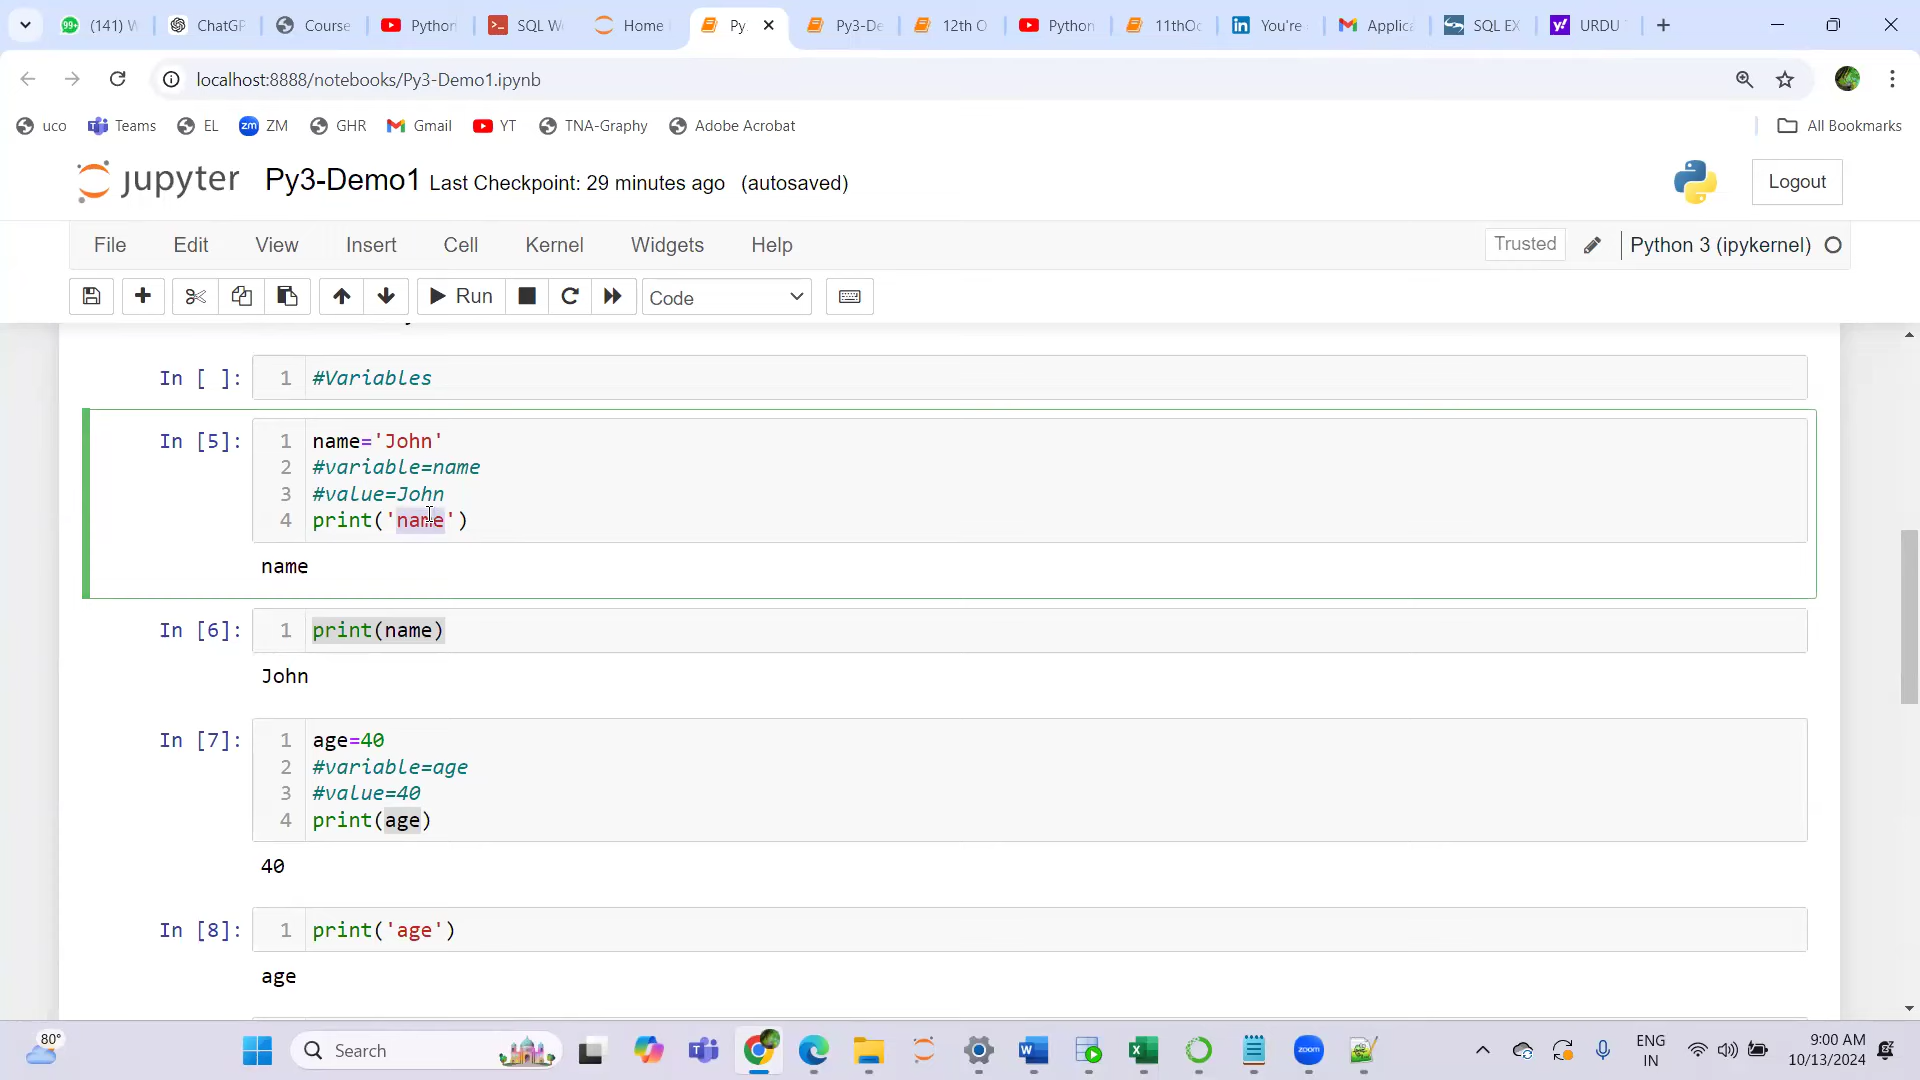 (141) W
ChatGP
Course
Python
SQL W
Home
Py
Py3-De
12th O
Python
11thOc
You're
Applic
SQL EX
URDU
localhost:8888/notebooks/Py3-Demo1.ipynb
uco
Teams
EL
ZM
GHR
Gmail
YT
TNA-Graphy
Adobe Acrobat
All Bookmarks
jupyter Py3-Demo1 Last Checkpoint: 29 minutes ago (autosaved)
Logout
File Edit View Insert Cell Kernel Widgets Help
Trusted
Python 3 (ipykernel)
Run
Code
In [ ]: 1 #Variables
In [5]: 1 name='John'
2 #variable=name
3 #value=John
4 print('name')
name
In [6]: 1 print(name)
John
In [7]: 1 age=40
2 #variable=age
3 #value=40
4 print(age)
40
In [8]: 1 print('age')
age
80°
Search
zoom
ENG
IN
9:00 AM
10/13/2024